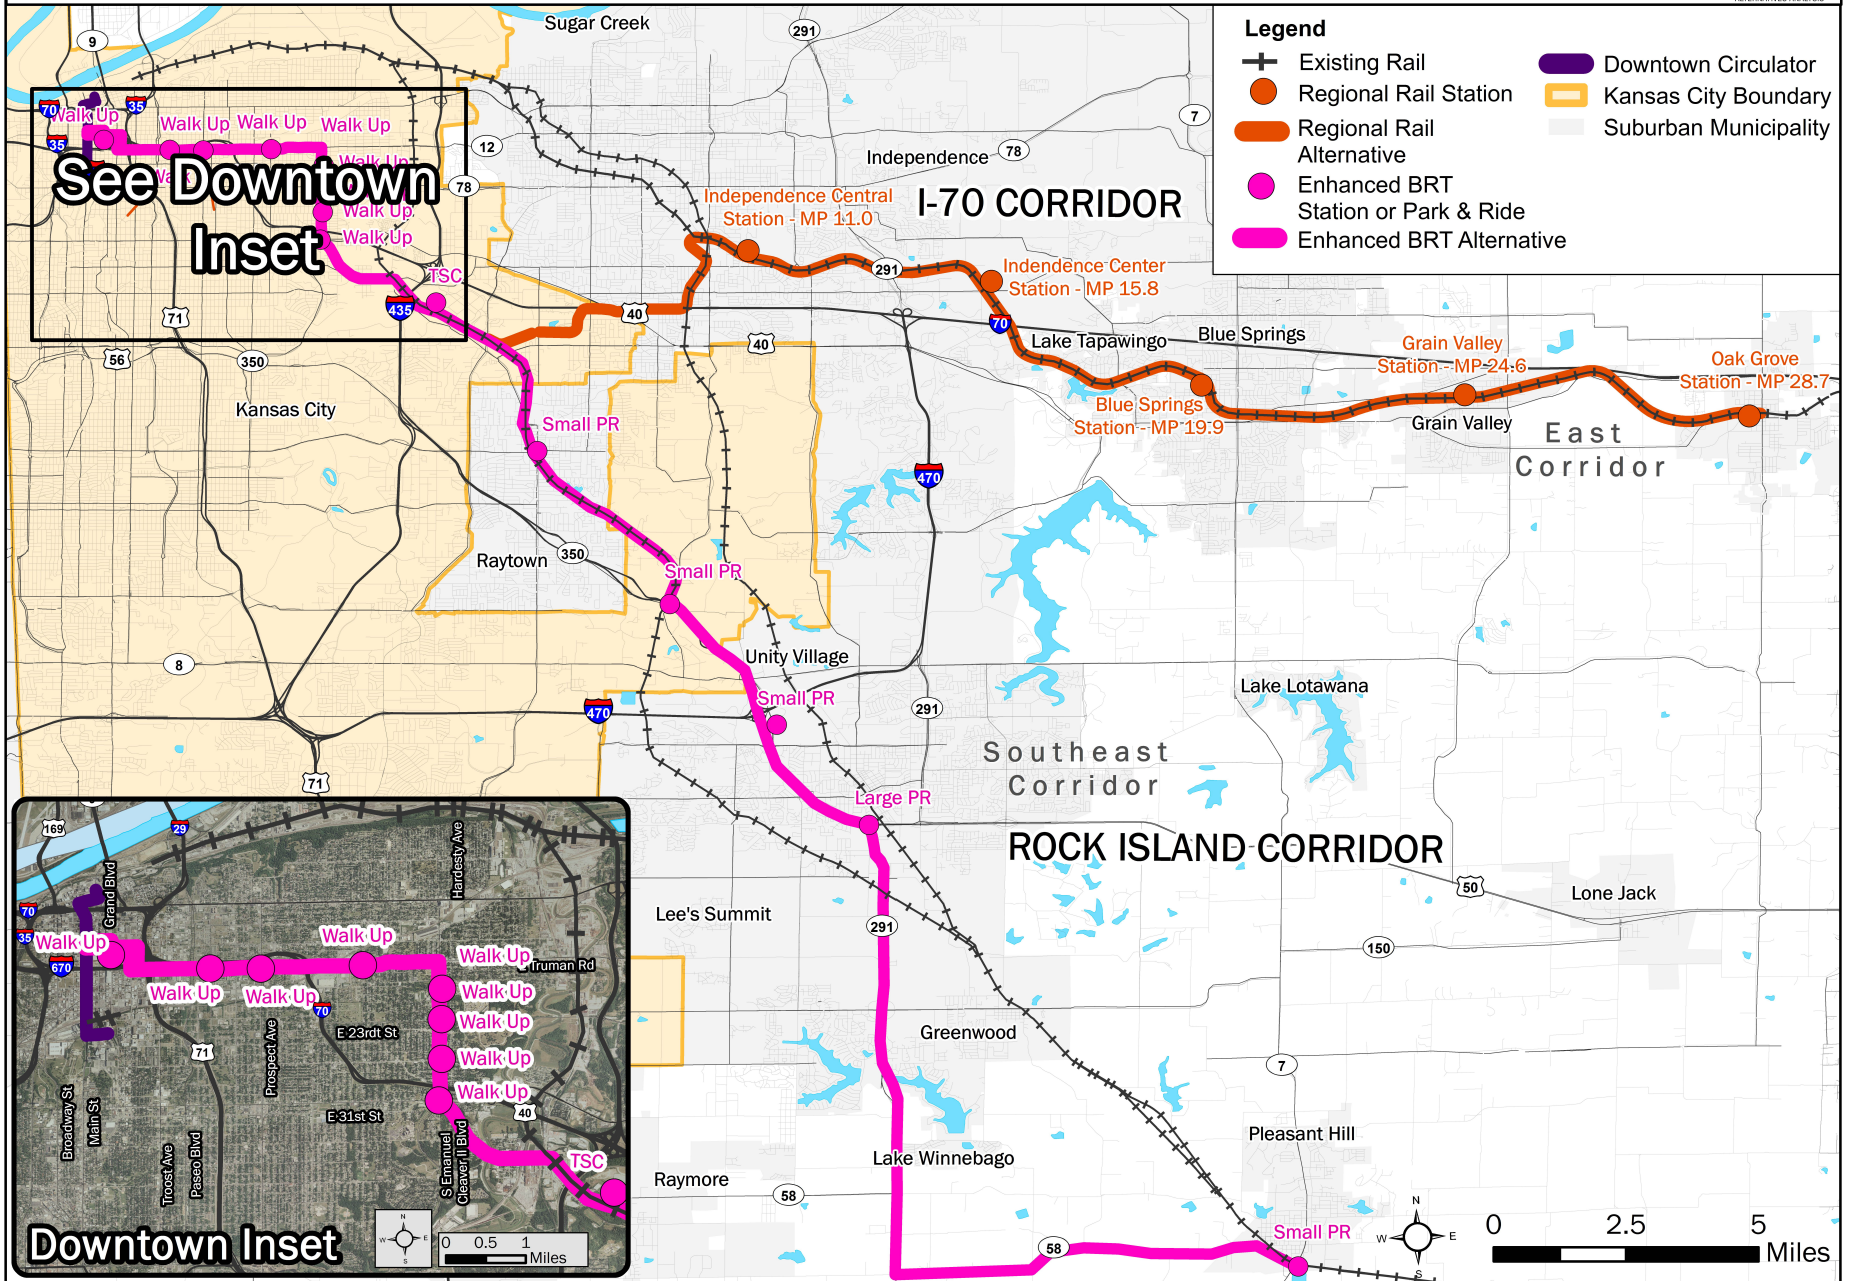 Legend
Existing Rail
Regional Rail Station
Regional Rail
Alternative
Enhanced BRT
Station or Park & Ride
Enhanced BRT Alternative
Downtown Circulator
Kansas City Boundary
Suburban Municipality
Sugar Creek
291
9
7
70
35
Walk Up
Walk Up
Walk Up
Walk Up
35
12
Independence
78
Walk Up
Walk
See Downtown
78
Inset
Walk Up
Walk Up
Independence Central
Station - MP 11.0
I-70 CORRIDOR
TSC
291
Indendence Center
Station - MP 15.8
435
71
40
70
40
Lake Tapawingo
Blue Springs
56
350
Grain Valley
Station - MP 24.6
Oak Grove
Station - MP 28.7
Kansas City
Small PR
Blue Springs
Station - MP 19.9
Grain Valley
East
Corridor
470
Raytown
350
Small PR
8
Unity Village
Small PR
470
291
Lake Lotawana
71
Southeast
Corridor
Large PR
ROCK ISLAND CORRIDOR
50
Lone Jack
Lee's Summit
291
150
Greenwood
7
Pleasant Hill
Lake Winnebago
Raymore
58
58
Small PR
N
W
E
S
0 2.5 5
Miles
169
29
Grand Blvd
Hardesty Ave
70
35
Walk Up
670
Walk Up
Walk Up
Truman Rd
Walk Up
Walk Up
Walk Up
70
Walk Up
E 23rdt St
71
Prospect Ave
Walk Up
Walk Up
40
E 31st St
Broadway St
Main St
Troost Ave
Paseo Blvd
S Emanuel
Cleaver II Blvd
TSC
Downtown Inset
N
W
E
S
0 0.5 1
Miles